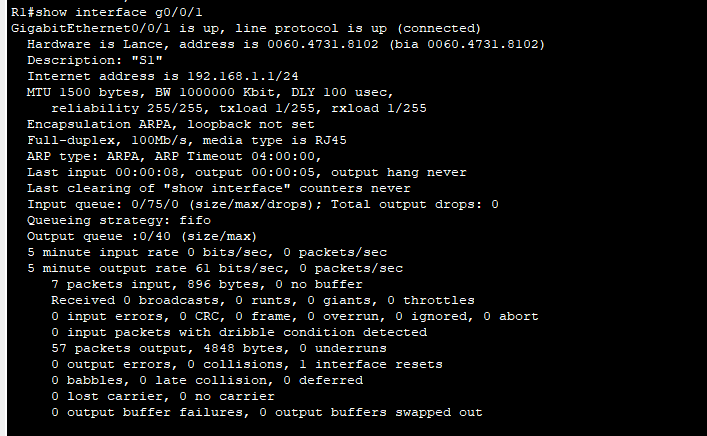 R1#show interface g0/0/1
GigabitEthernet0/0/1 is up, line protocol is up (connected)
Hardware is Lance, address is 0060.4731.8102 (bia 0060.4731.8102)
Description: "S1"
Internet address is 192.168.1.1/24
MTU 1500 bytes, BW 1000000 Kbit, DLY 100 usec,
reliability 255/255, txload 1/255, rxload 1/255
Encapsulation ARPA, loopback not set
Full-duplex, 100Mb/s, media type is RJ45
ARP type: ARPA, ARP Timeout 04:00:00,
Last input 00:00:08, output 00:00:05, output hang never
Last clearing of "show interface" counters never
Input queue: 0/75/0 (size/max/drops); Total output drops: 0
Queueing strategy: fifo
Output queue :0/40 (size/max)
5 minute input rate 0 bits/sec, 0 packets/sec
5 minute output rate 61 bits/sec, 0 packets/sec
7 packets input, 896 bytes, 0 no buffer
Received 0 broadcasts, 0 runts, 0 giants, 0 throttles
0 input errors, 0 CRC, 0 frame, 0 overrun, 0 ignored, 0 abort
0 input packets with dribble condition detected
57 packets output, 4848 bytes, 0 underruns
0 output errors, 0 collisions, 1 interface resets
0 babbles, 0 late collision, 0 deferred
0 lost carrier, 0 no carrier
0 output buffer failures, 0 output buffers swapped out